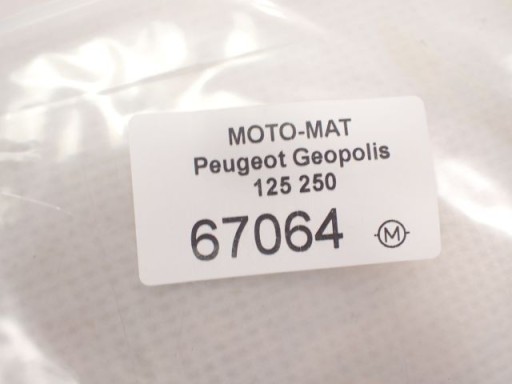 MOTO-MAT
Peugeot Geopolis
125 250
67064 M